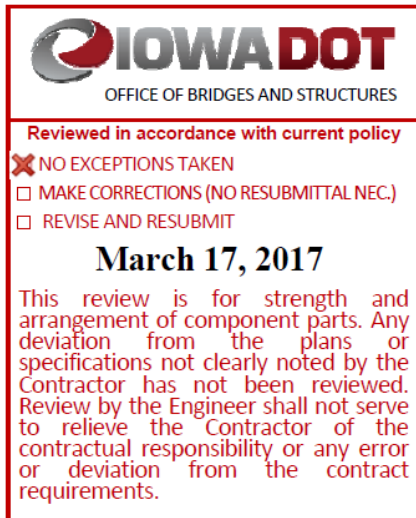 IOWADOT
OFFICE OF BRIDGES AND STRUCTURES
Reviewed in accordance with current policy
NO EXCEPTIONS TAKEN
MAKE CORRECTIONS (NO RESUBMITTAL NEC.)
REVISE AND RESUBMIT
March 17, 2017
This review is for strength and
arrangement of component parts. Any
deviation from the plans or
specifications not clearly noted by the
Contractor has not been reviewed.
Review by the Engineer shall not serve
to relieve the Contractor of the
contractual responsibility or any error
or deviation from the contract
requirements.